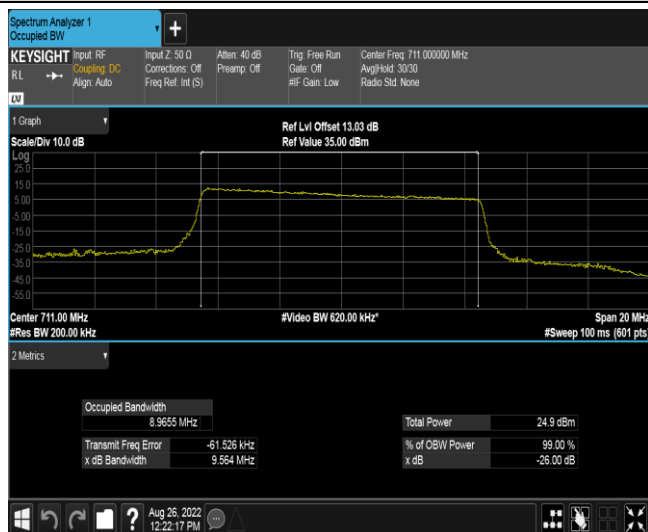 Spectrum Analyzer 1
Occupied BW
KEYSIGHT
RL
LXI
Input: RF
Coupling: DC
Align: Auto
Input Z: 50 Ω
Corrections: Off
Freq Ref: Int (S)
Atten: 40 dB
Preamp: Off
Trig: Free Run
Gate: Off
#IF Gain: Low
Center Freq: 711.000000 MHz
Avg|Hold: 30/30
Radio Std: None
1 Graph
Scale/Div 10.0 dB
Ref Lvl Offset 13.03 dB
Ref Value 35.00 dBm
Log
25.0
15.0
5.00
-5.00
-15.0
-25.0
-35.0
-45.0
-55.0
Center 711.00 MHz
#Res BW 200.00 kHz
#Video BW 620.00 kHz*
Span 20 MHz
#Sweep 100 ms (601 pts)
2 Metrics
Occupied Bandwidth
8.9655 MHz
Transmit Freq Error -61.526 kHz
x dB Bandwidth 9.564 MHz
Total Power 24.9 dBm
% of OBW Power 99.00 %
x dB -26.00 dB
?
Aug 26, 2022
12:22:17 PM